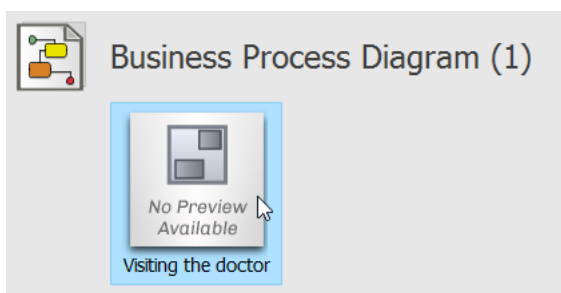 Business Process Diagram (1)
No Preview
Available
Visiting the doctor